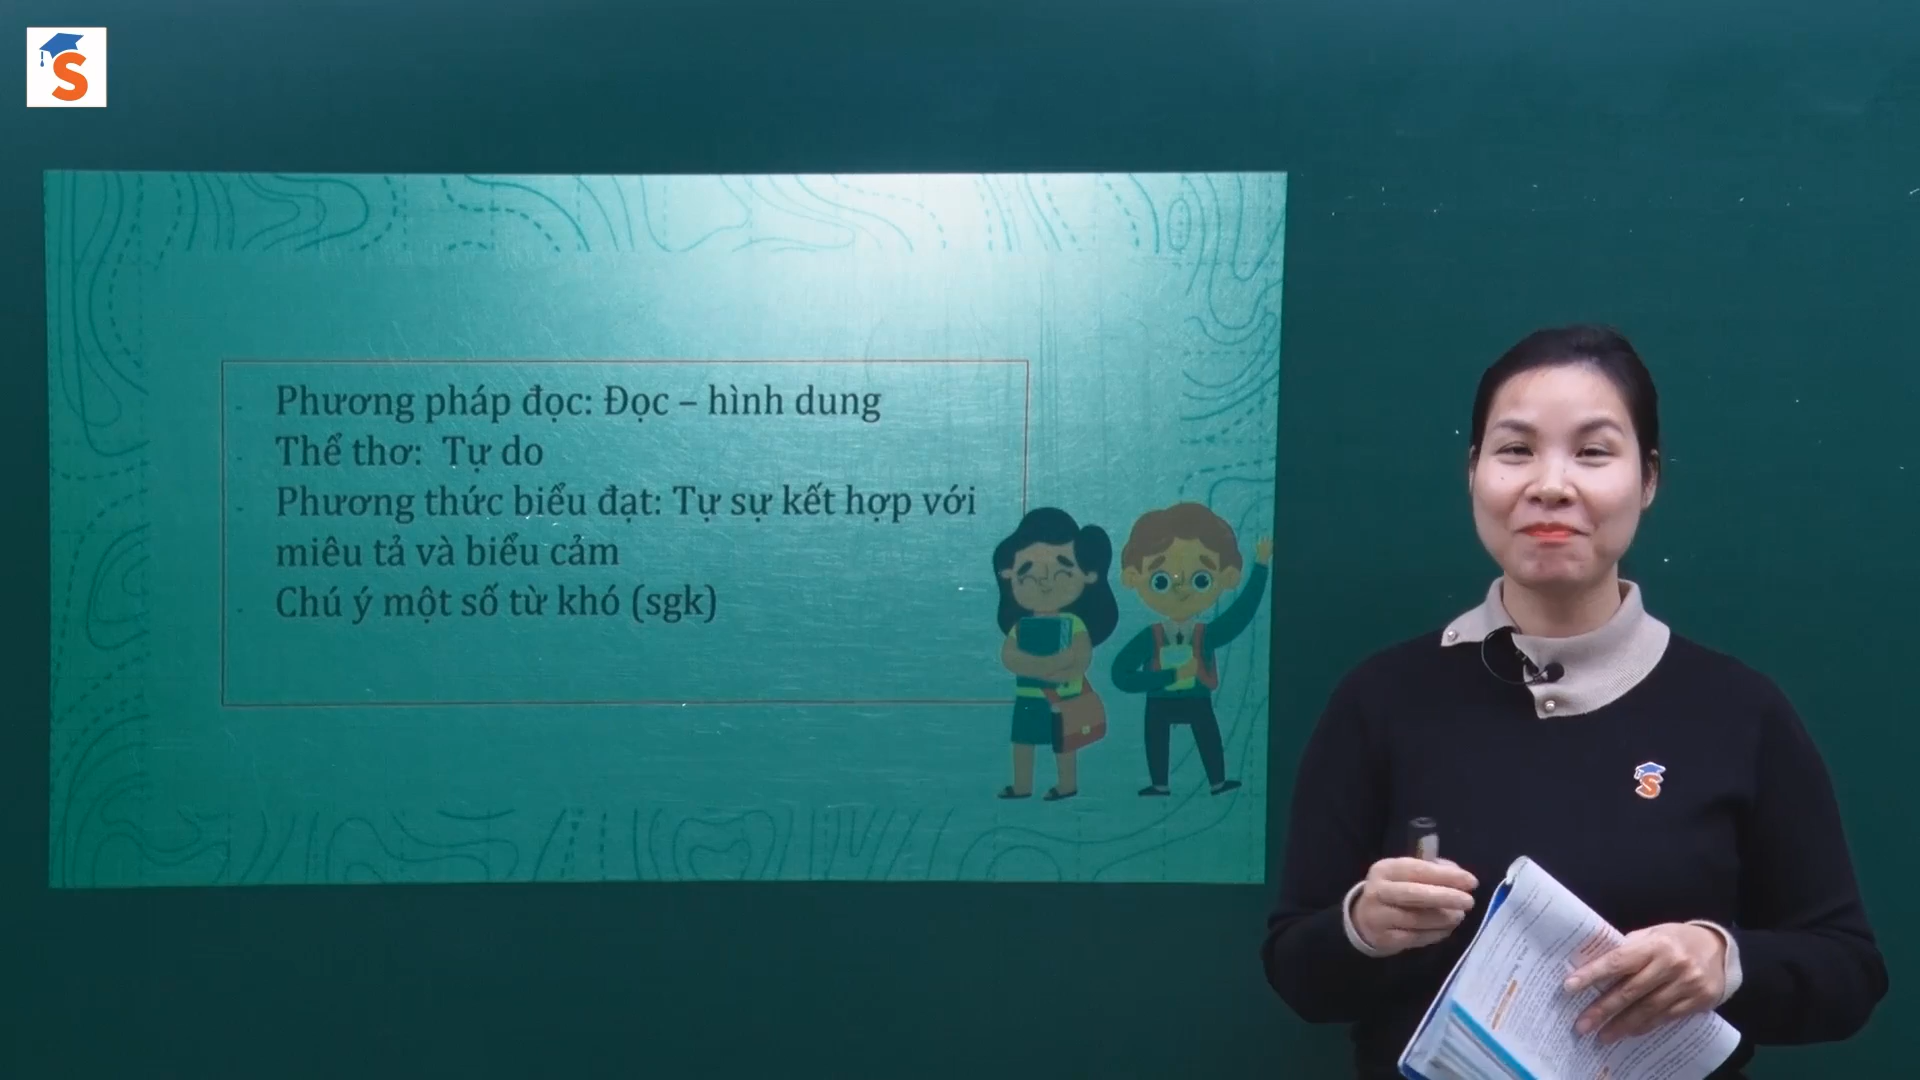 S
- Phương pháp đọc: Đọc – hình dung
- Thể thơ: Tự do
- Phương thức biểu đạt: Tự sự kết hợp với
miêu tả và biểu cảm
- Chú ý một số từ khó (sgk)
S